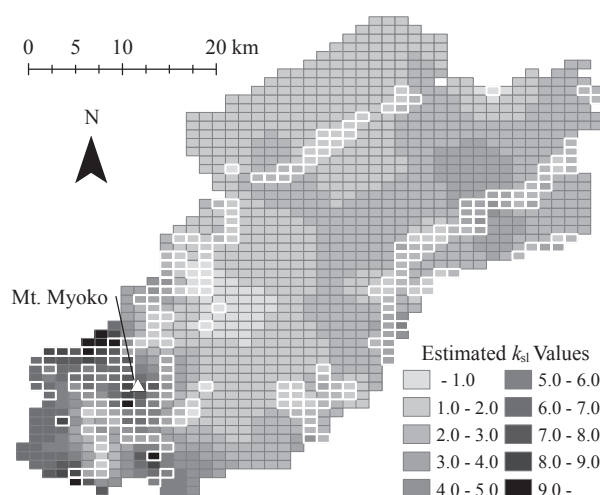 0 5 10 20 km
N
Mt. Myoko
Estimated ksl Values
- 1.0
1.0 - 2.0
2.0 - 3.0
3.0 - 4.0
4.0 - 5.0
5.0 - 6.0
6.0 - 7.0
7.0 - 8.0
8.0 - 9.0
9.0 -